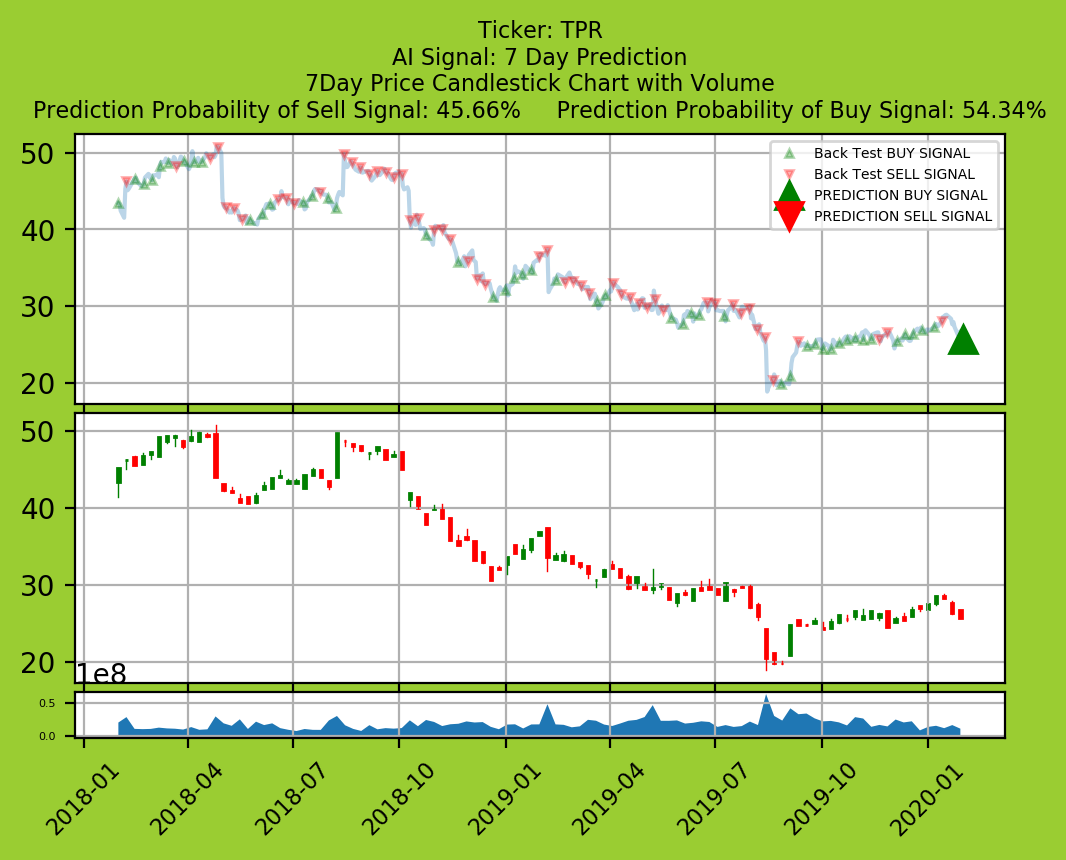 Ticker: TPR
AI Signal: 7 Day Prediction
7Day Price Candlestick Chart with Volume
Prediction Probability of Sell Signal: 45.66% Prediction Probability of Buy Signal: 54.34%
50
40
30
20
Back Test BUY SIGNAL
Back Test SELL SIGNAL
PREDICTION BUY SIGNAL
PREDICTION SELL SIGNAL
50
40
30
20
1e8
0.5
0.0
2018-01
2018-04
2018-07
2018-10
2019-01
2019-04
2019-07
2019-10
2020-01